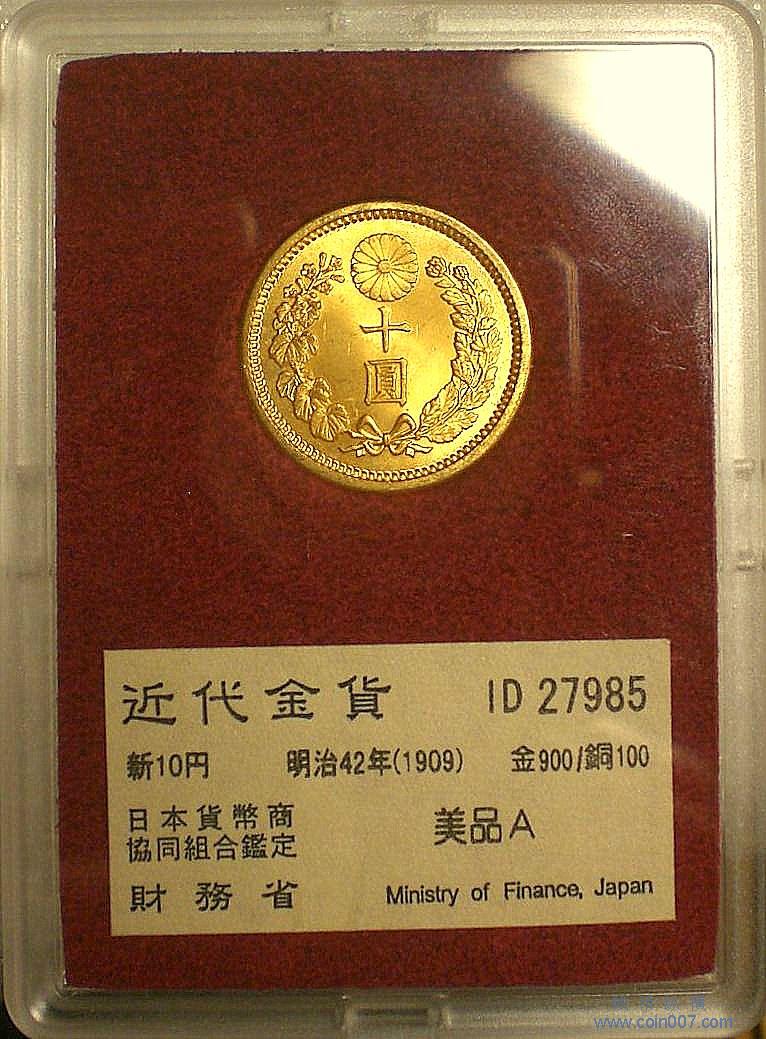 十
圓
近代金貨 ID 27985
新10円 明治42年(1909) 金900/銅100
日本貨幣商
協同組合鑑定 美品A
財務省 Ministry of Finance, Japan
www.coin007.com